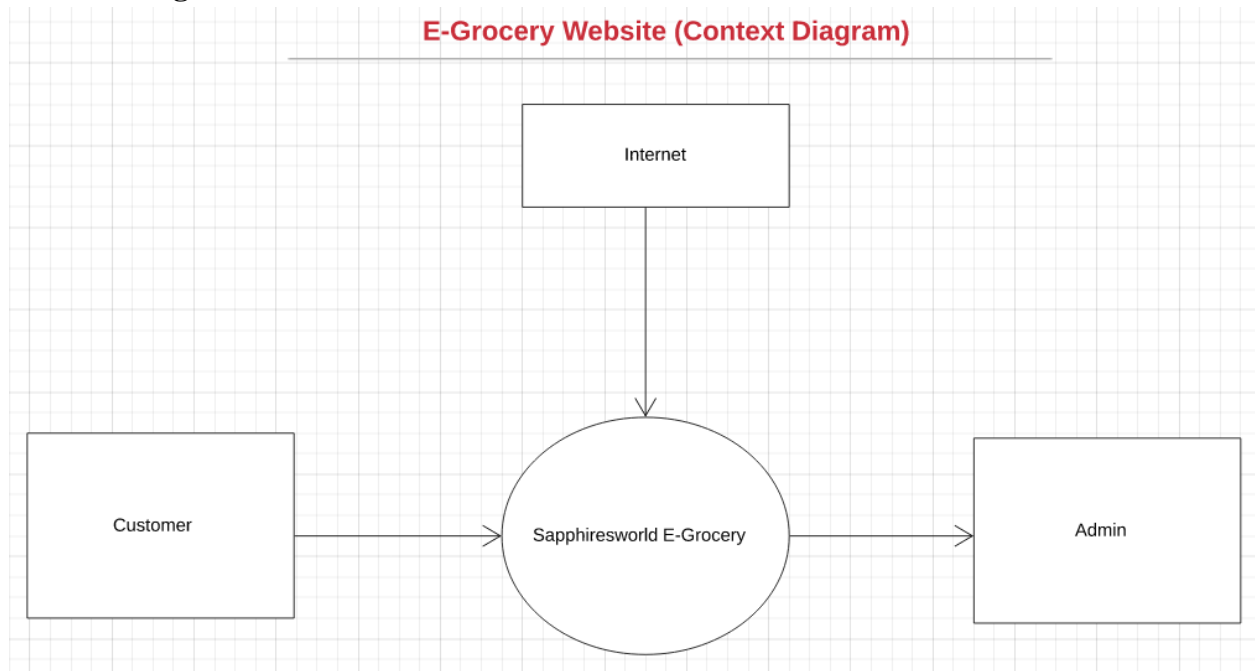 E-Grocery Website (Context Diagram)
Internet
Customer
Sapphiresworld E-Grocery
Admin